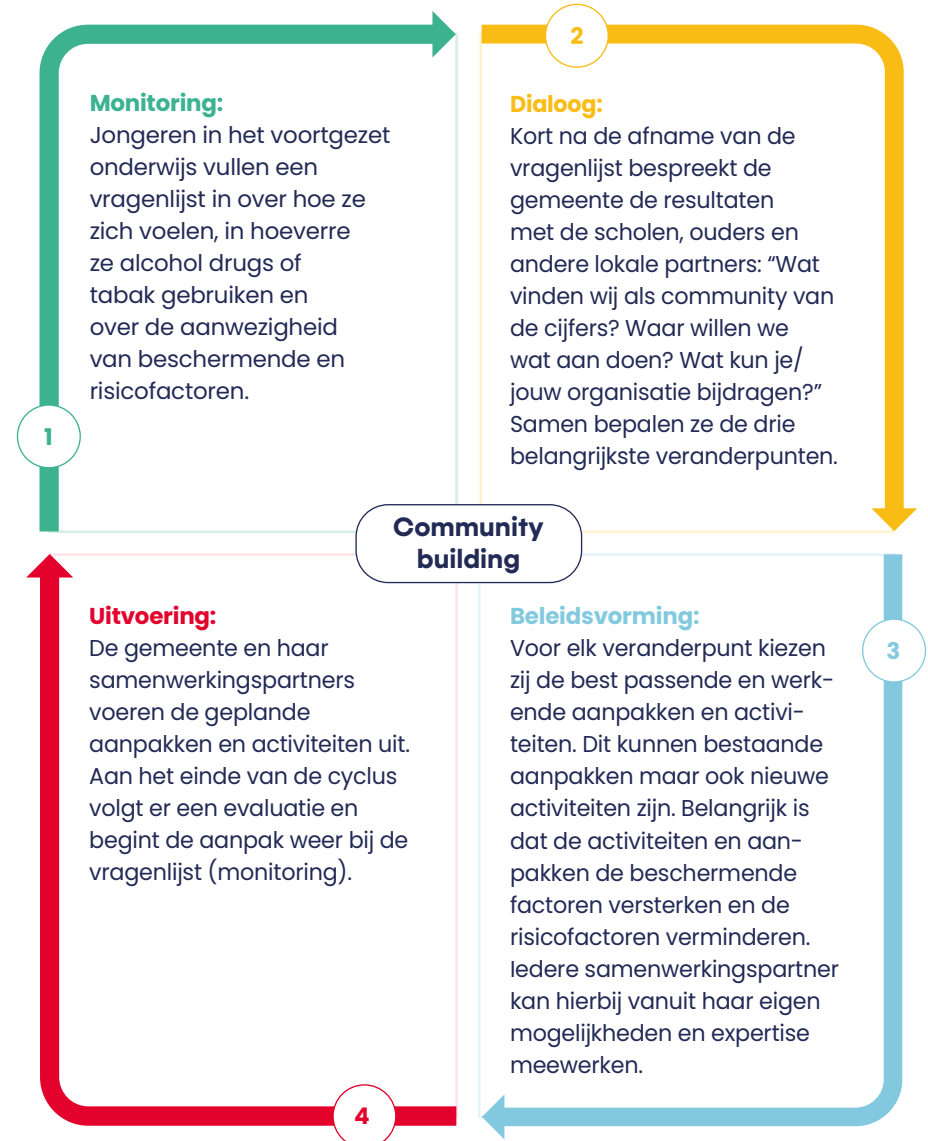 1
Monitoring:
Jongeren in het voortgezet
onderwijs vullen een
vragenlijst in over hoe ze
zich voelen, in hoeverre
ze alcohol drugs of
tabak gebruiken en
over de aanwezigheid
van beschermende en
risicofactoren.
2
Dialoog:
Kort na de afname van de
vragenlijst bespreekt de
gemeente de resultaten
met de scholen, ouders en
andere lokale partners: “Wat
vinden wij als community van
de cijfers? Waar willen we
wat aan doen? Wat kun je/
jouw organisatie bijdragen?”
Samen bepalen ze de drie
belangrijkste veranderpunten.
Community
building
3
Beleidsvorming:
Voor elk veranderpunt kiezen
zij de best passende en werk-
ende aanpakken en activi-
teiten. Dit kunnen bestaande
aanpakken maar ook nieuwe
activiteiten zijn. Belangrijk is
dat de activiteiten en aan-
pakken de beschermende
factoren versterken en de
risicofactoren verminderen.
Iedere samenwerkingspartner
kan hierbij vanuit haar eigen
mogelijkheden en expertise
meewerken.
4
Uitvoering:
De gemeente en haar
samenwerkingspartners
voeren de geplande
aanpakken en activiteiten uit.
Aan het einde van de cyclus
volgt er een evaluatie en
begint de aanpak weer bij de
vragenlijst (monitoring).